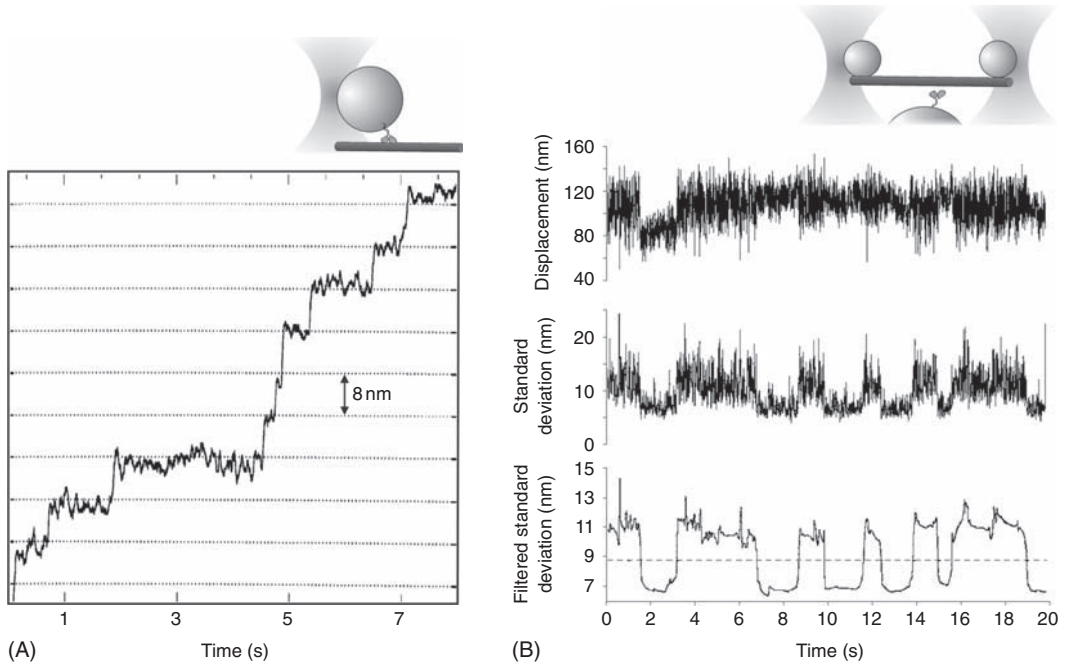 8 nm
1 3 5 7
Time (s)
(A)
Displacement (nm)
160
120
80
40
Standard
deviation (nm)
20
10
0
Filtered standard
deviation (nm)
15
13
11
9
7
0 2 4 6 8 10 12 14 16 18 20
Time (s)
(B)